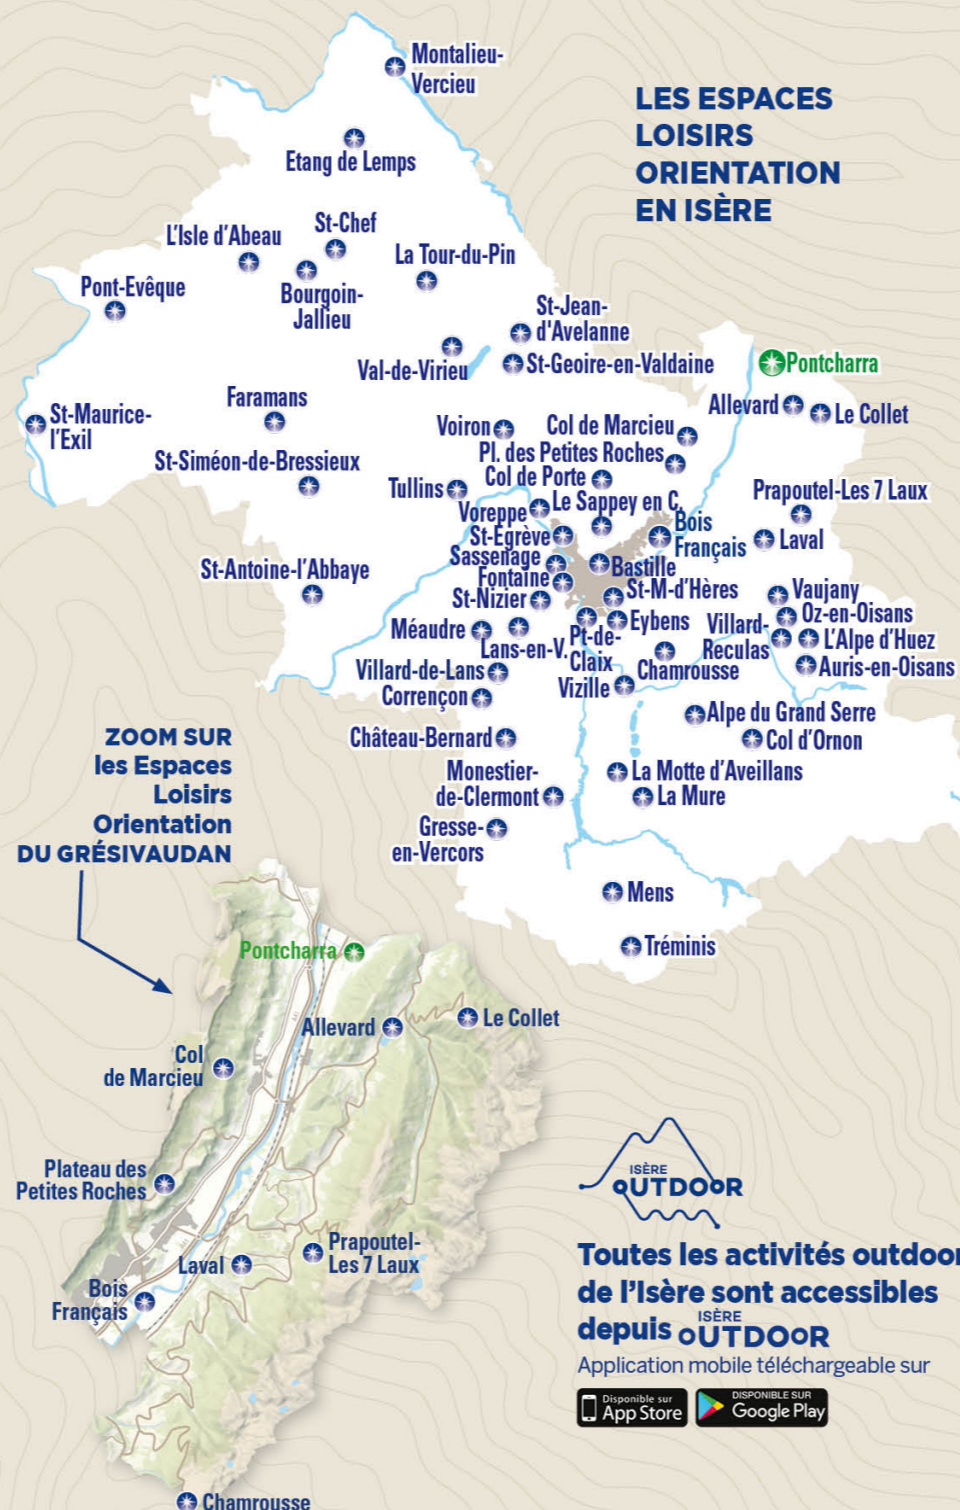 Montalieu-
Vercieu
LES ESPACES
LOISIRS
ORIENTATION
EN ISÈRE
Etang de Lemps
St-Chef
L'Isle d'Abeau
La Tour-du-Pin
Pont-Evêque
Bourgoin-
Jallieu
St-Jean-
d'Avelanne
Val-de-Virieu
St-Geoire-en-Valdaine
Pontcharra
Faramans
Allevard
Le Collet
St-Maurice-
l'Exil
Voiron
Col de Marcieu
St-Siméon-de-Bressieux
Pl. des Petites Roches
Col de Porte
Tullins
Prapoutel-Les 7 Laux
Voreppe
Le Sappey en C.
Bois
Français
St-Egrève
Laval
Sassenage
Bastille
St-Antoine-l'Abbaye
Fontaine
St-M-d'Hères
Vaujany
St-Nizier
Oz-en-Oisans
Méaudre
Eybens
Villard-
Reculas
L'Alpe d'Huez
Lans-en-V.
Pt-de-
Claix
Chamrousse
Auris-en-Oisans
Villard-de-Lans
Vizille
Corrençon
Alpe du Grand Serre
Château-Bernard
Col d'Ornon
Monestier-
de-Clermont
La Motte d'Aveillans
La Mure
Gresse-
en-Vercors
Mens
Tréminis
ZOOM SUR
les Espaces
Loisirs
Orientation
DU GRÉSIVAUDAN
Pontcharra
Allevard
Le Collet
Col
de Marcieu
Plateau des
Petites Roches
Prapoutel-
Les 7 Laux
Laval
Bois
Français
Chamrousse
ISÈRE
OUTDOOR
Toutes les activités outdoor
de l'Isère sont accessibles
depuis ISÈRE OUTDOOR
Application mobile téléchargeable sur
Disponible sur
App Store
DISPONIBLE SUR
Google Play